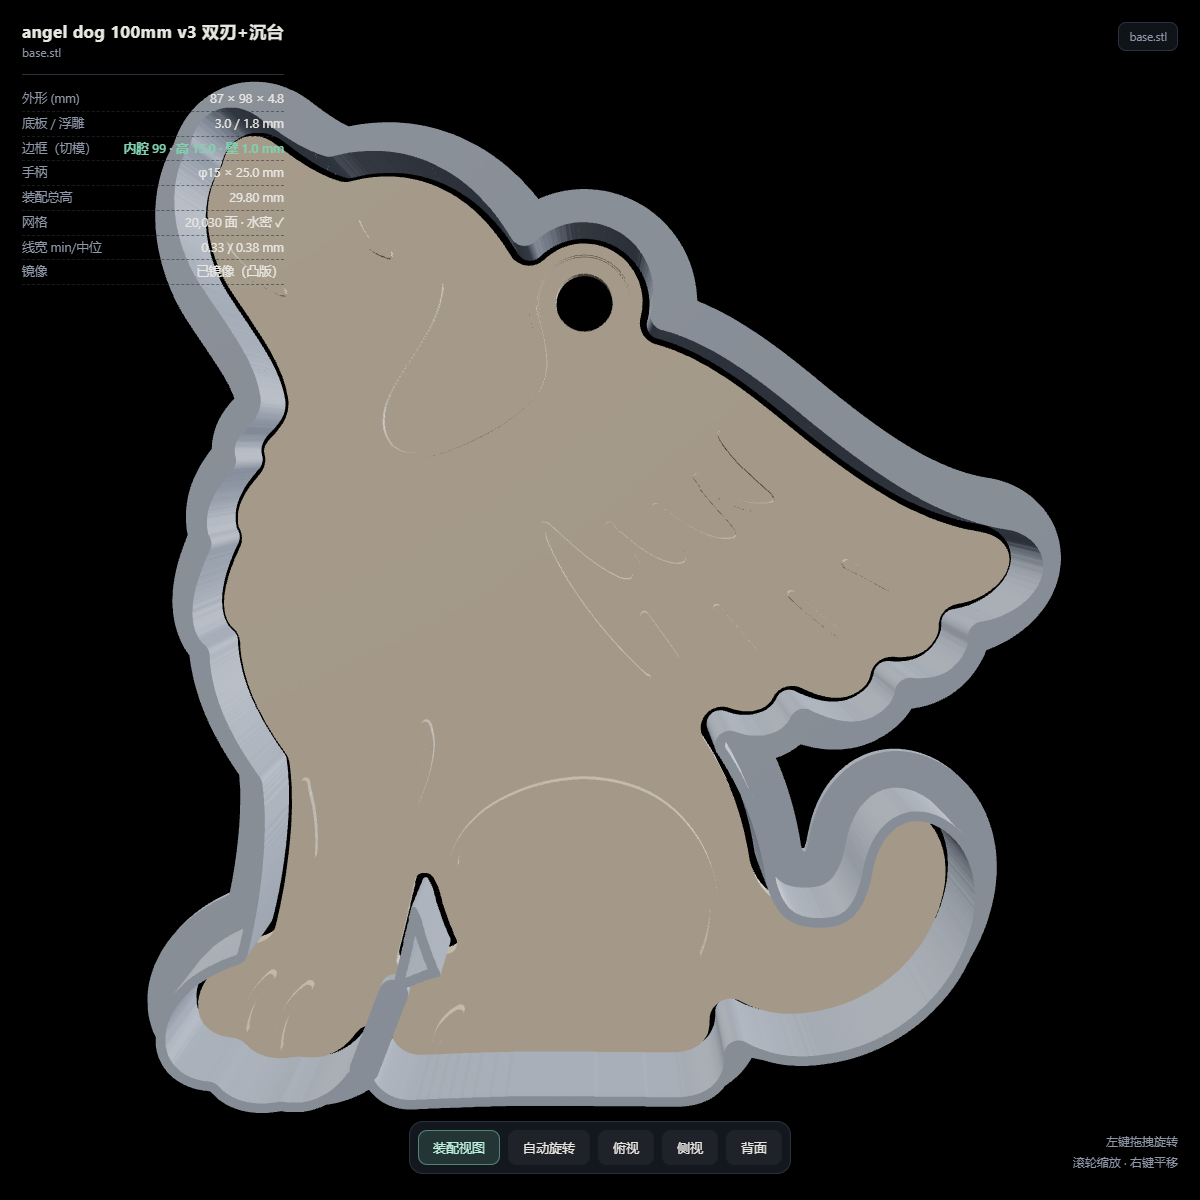 angel dog 100mm v3 双刃+沉台
base.stl
base.stl
外形 (mm) 87 × 98 × 4.8
底板 / 浮雕 3.0 / 1.8 mm
边框（切模） 内腔 99 · 高 15.0 · 壁 1.0 mm
手柄 φ15 × 25.0 mm
装配总高 29.80 mm
网格 20,030 面 · 水密 ✓
线宽 min/中位 0.33 / 0.38 mm
镜像 已镜像（凸版）
装配视图 自动旋转 俯视 侧视 背面
左键拖拽旋转
滚轮缩放 · 右键平移